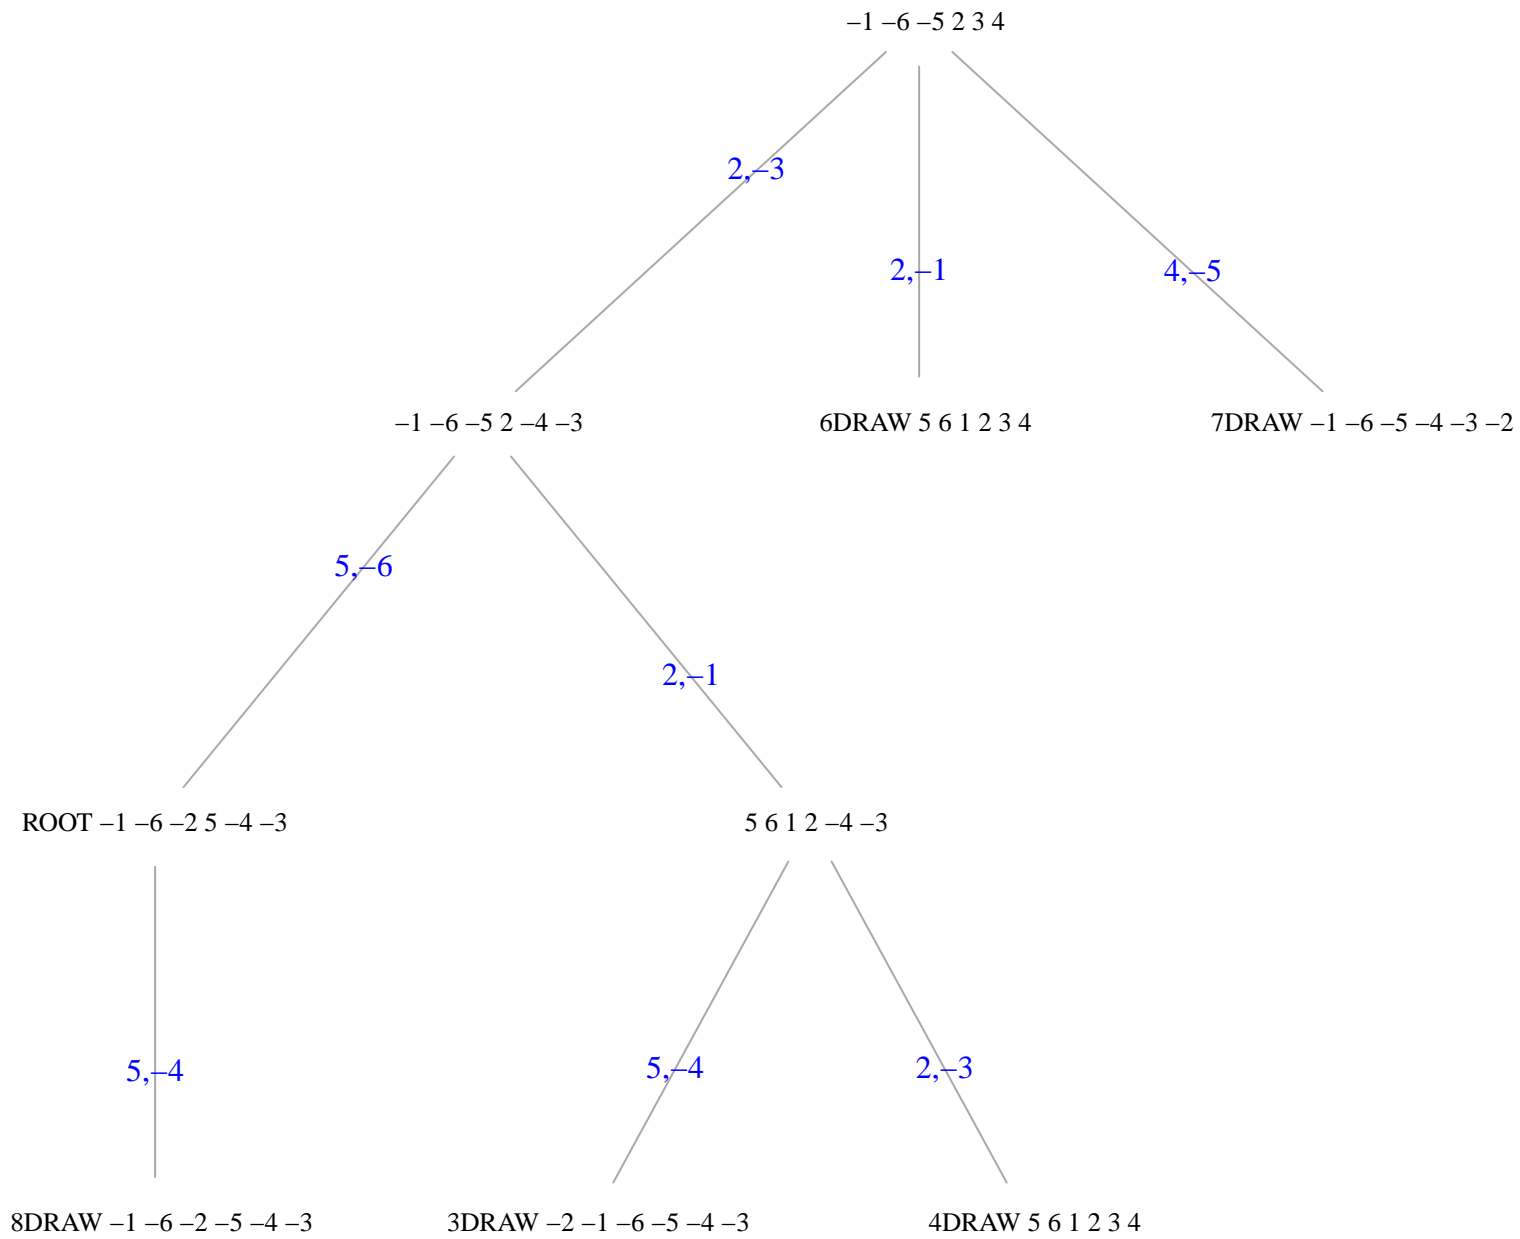 –1 –6 –5 2 3 4
2,–3
2,–1
4,–5
–1 –6 –5 2 –4 –3
6DRAW 5 6 1 2 3 4
7DRAW –1 –6 –5 –4 –3 –2
5,–6
2,–1
ROOT –1 –6 –2 5 –4 –3
5 6 1 2 –4 –3
5,–4
5,–4
2,–3
8DRAW –1 –6 –2 –5 –4 –3
3DRAW –2 –1 –6 –5 –4 –3
4DRAW 5 6 1 2 3 4